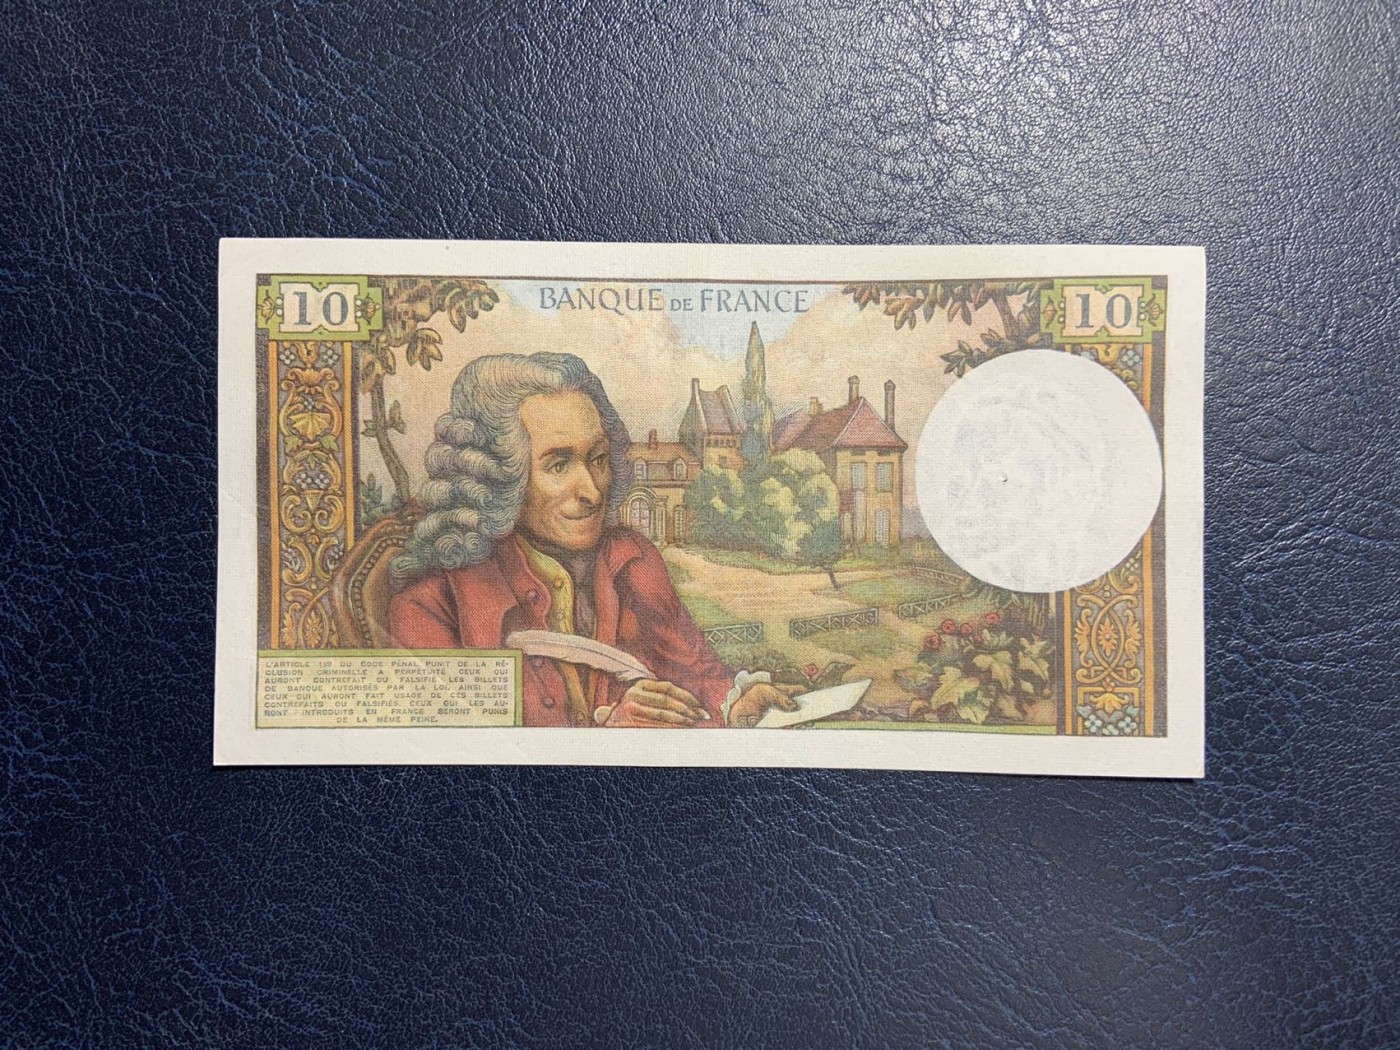 10 BANQUE DE FRANCE 10
L'ARTICLE 139 DU CODE PÉNAL PUNIT DE LA RÉ-
CLUSION CRIMINELLE A PERPÉTUITÉ CEUX QUI
AURONT CONTREFAIT OU FALSIFIÉ LES BILLETS
DE BANQUE AUTORISÉS PAR LA LOI, AINSI QUE
CEUX QUI AURONT FAIT USAGE DE CES BILLETS
CONTREFAITS OU FALSIFIÉS. CEUX QUI LES AU-
RONT INTRODUITS EN FRANCE SERONT PUNIS
DE LA MÊME PEINE.